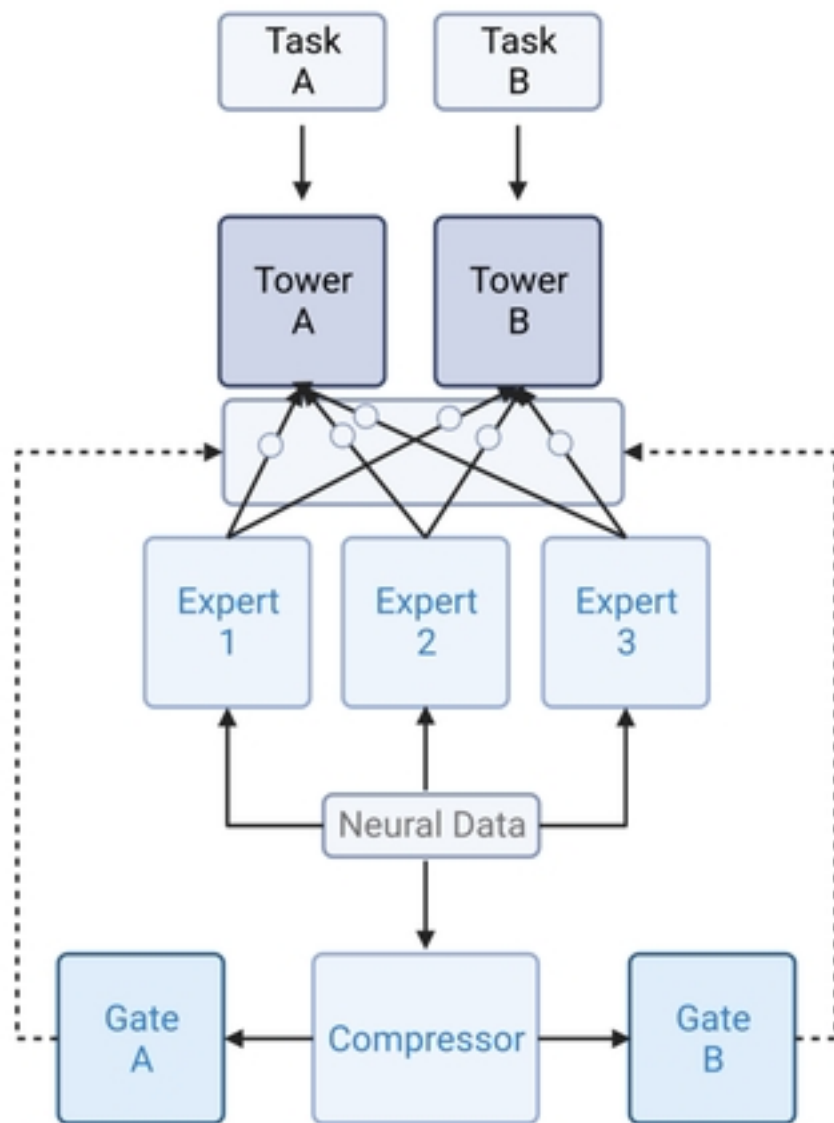 Task
A
Task
B
Tower
A
Tower
B
Expert
1
Expert
2
Expert
3
Neural Data
Gate
A
Compressor
Gate
B